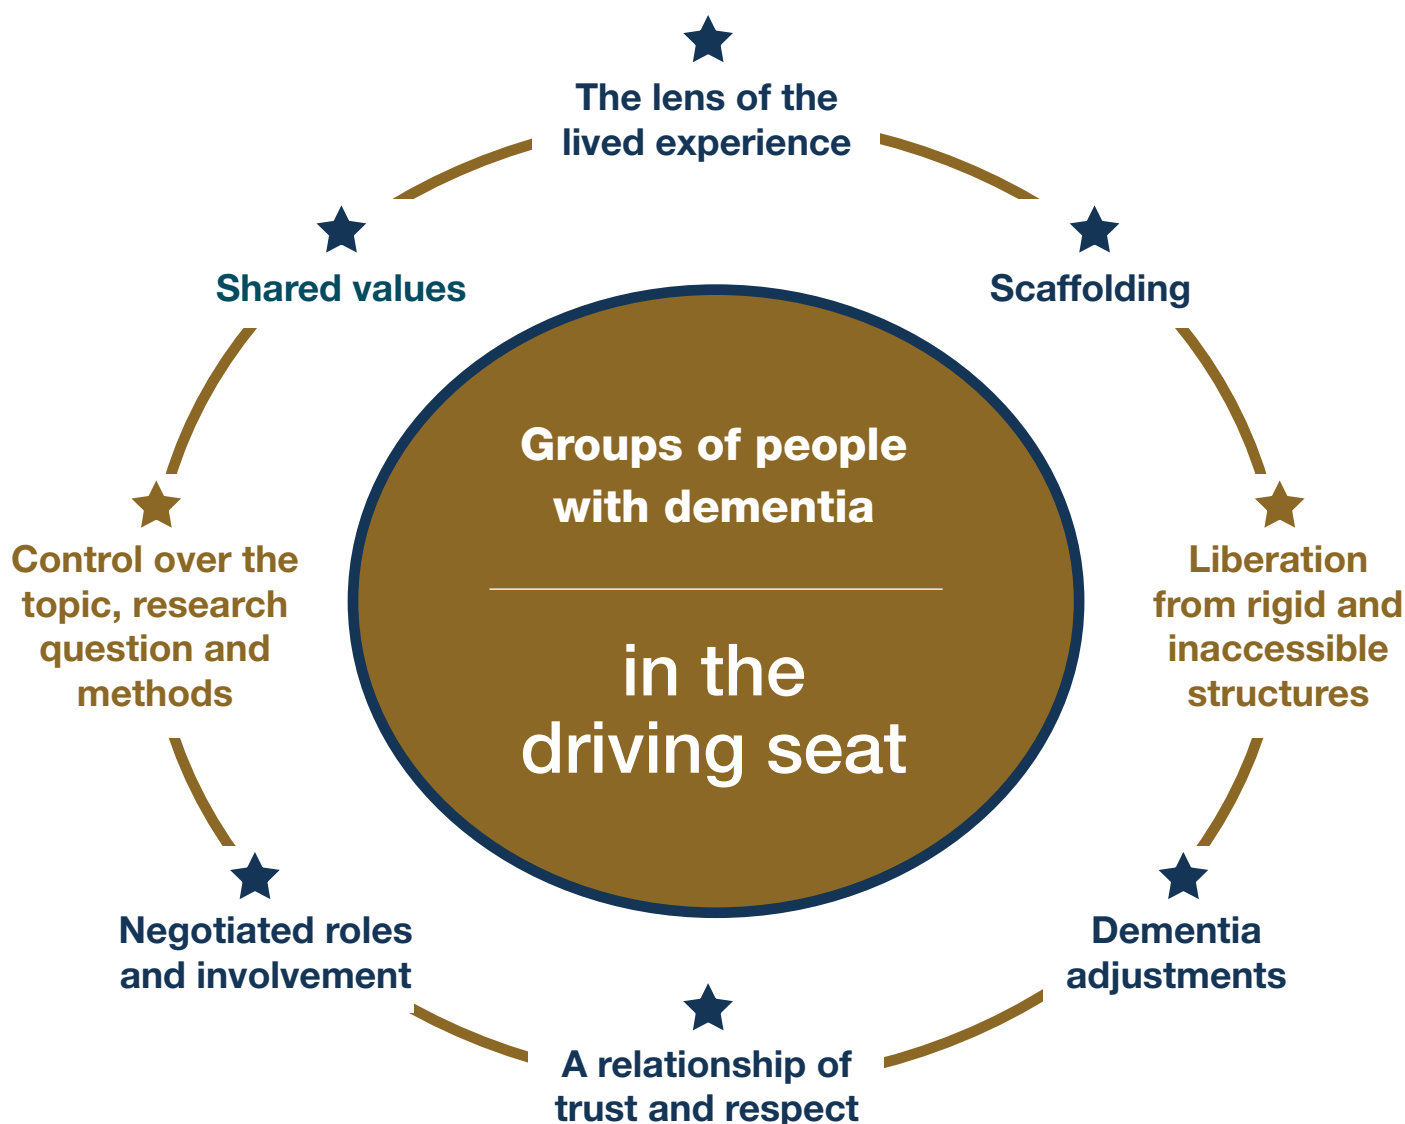 The lens of the
lived experience
Shared values
Scaffolding
Groups of people
with dementia
in the
driving seat
Control over the
topic, research
question and
methods
Liberation
from rigid and
inaccessible
structures
Negotiated roles
and involvement
Dementia
adjustments
A relationship of
trust and respect